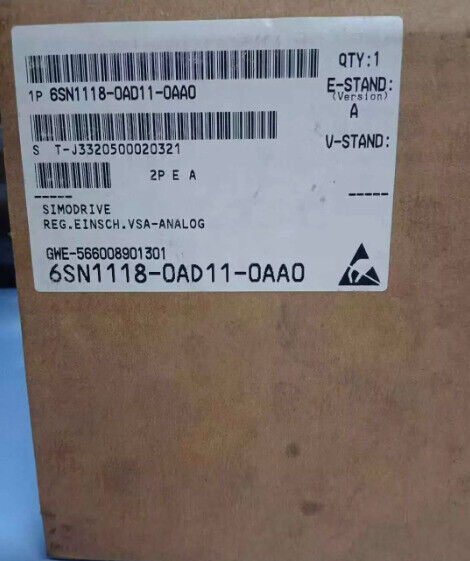 QTY:1
1P 6SN1118-0AD11-0AA0
E-STAND:
(Version)
A
S T-J3320500020321
V-STAND:
2P E A
-----
-----
SIMODRIVE
REG.EINSCH.VSA-ANALOG
GWE-566008901301
6SN1118-0AD11-0AA0